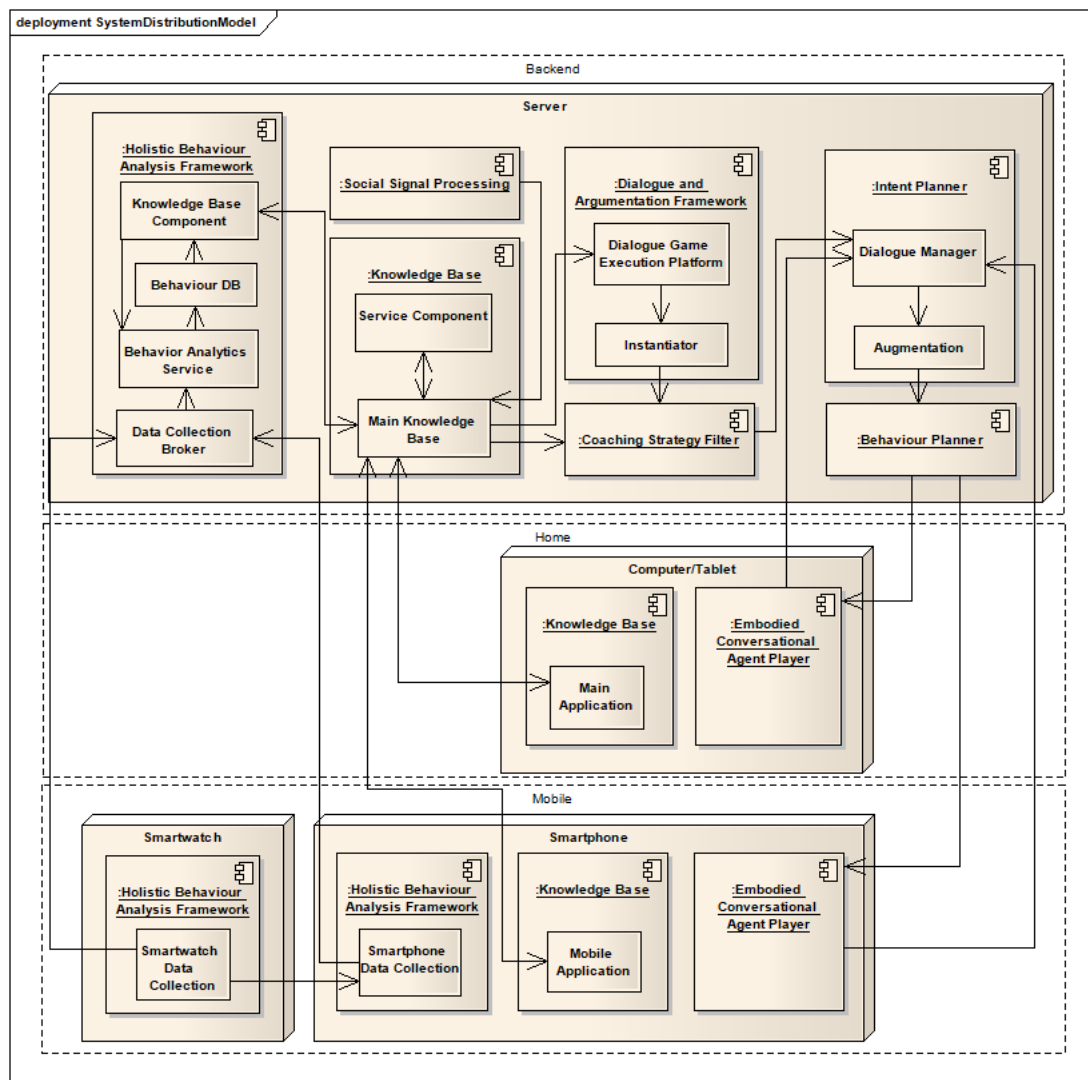 deployment SystemDistributionModel
Backend
Server
:Holistic Behaviour
Analysis Framework
Knowledge Base
Component
Behaviour DB
Behavior Analytics
Service
Data Collection
Broker
:Social Signal Processing
:Knowledge Base
Service Component
Main Knowledge
Base
:Dialogue and
Argumentation Framework
Dialogue Game
Execution Platform
Instantiator
:Coaching Strategy Filter
:Intent Planner
Dialogue Manager
Augmentation
:Behaviour Planner
Home
Computer/Tablet
:Knowledge Base
Main
Application
:Embodied
Conversational
Agent Player
Mobile
Smartwatch
:Holistic Behaviour
Analysis Framework
Smartwatch
Data
Collection
Smartphone
:Holistic Behaviour
Analysis Framework
Smartphone
Data Collection
:Knowledge Base
Mobile
Application
:Embodied
Conversational
Agent Player